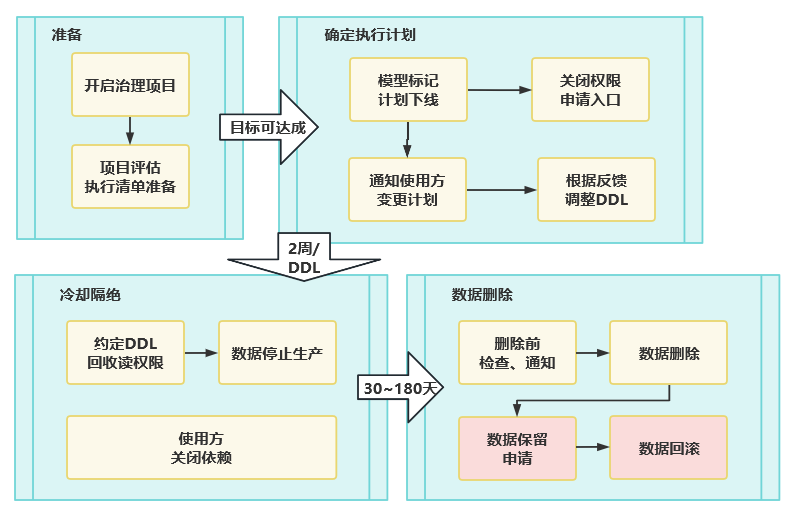 准备
开启治理项目
项目评估
执行清单准备
目标可达成
确定执行计划
模型标记
计划下线
关闭权限
申请入口
通知使用方
变更计划
根据反馈
调整DDL
2周/
DDL
冷却隔绝
约定DDL
回收读权限
数据停止生产
使用方
关闭依赖
30~180天
数据删除
删除前
检查、通知
数据删除
数据保留
申请
数据回滚